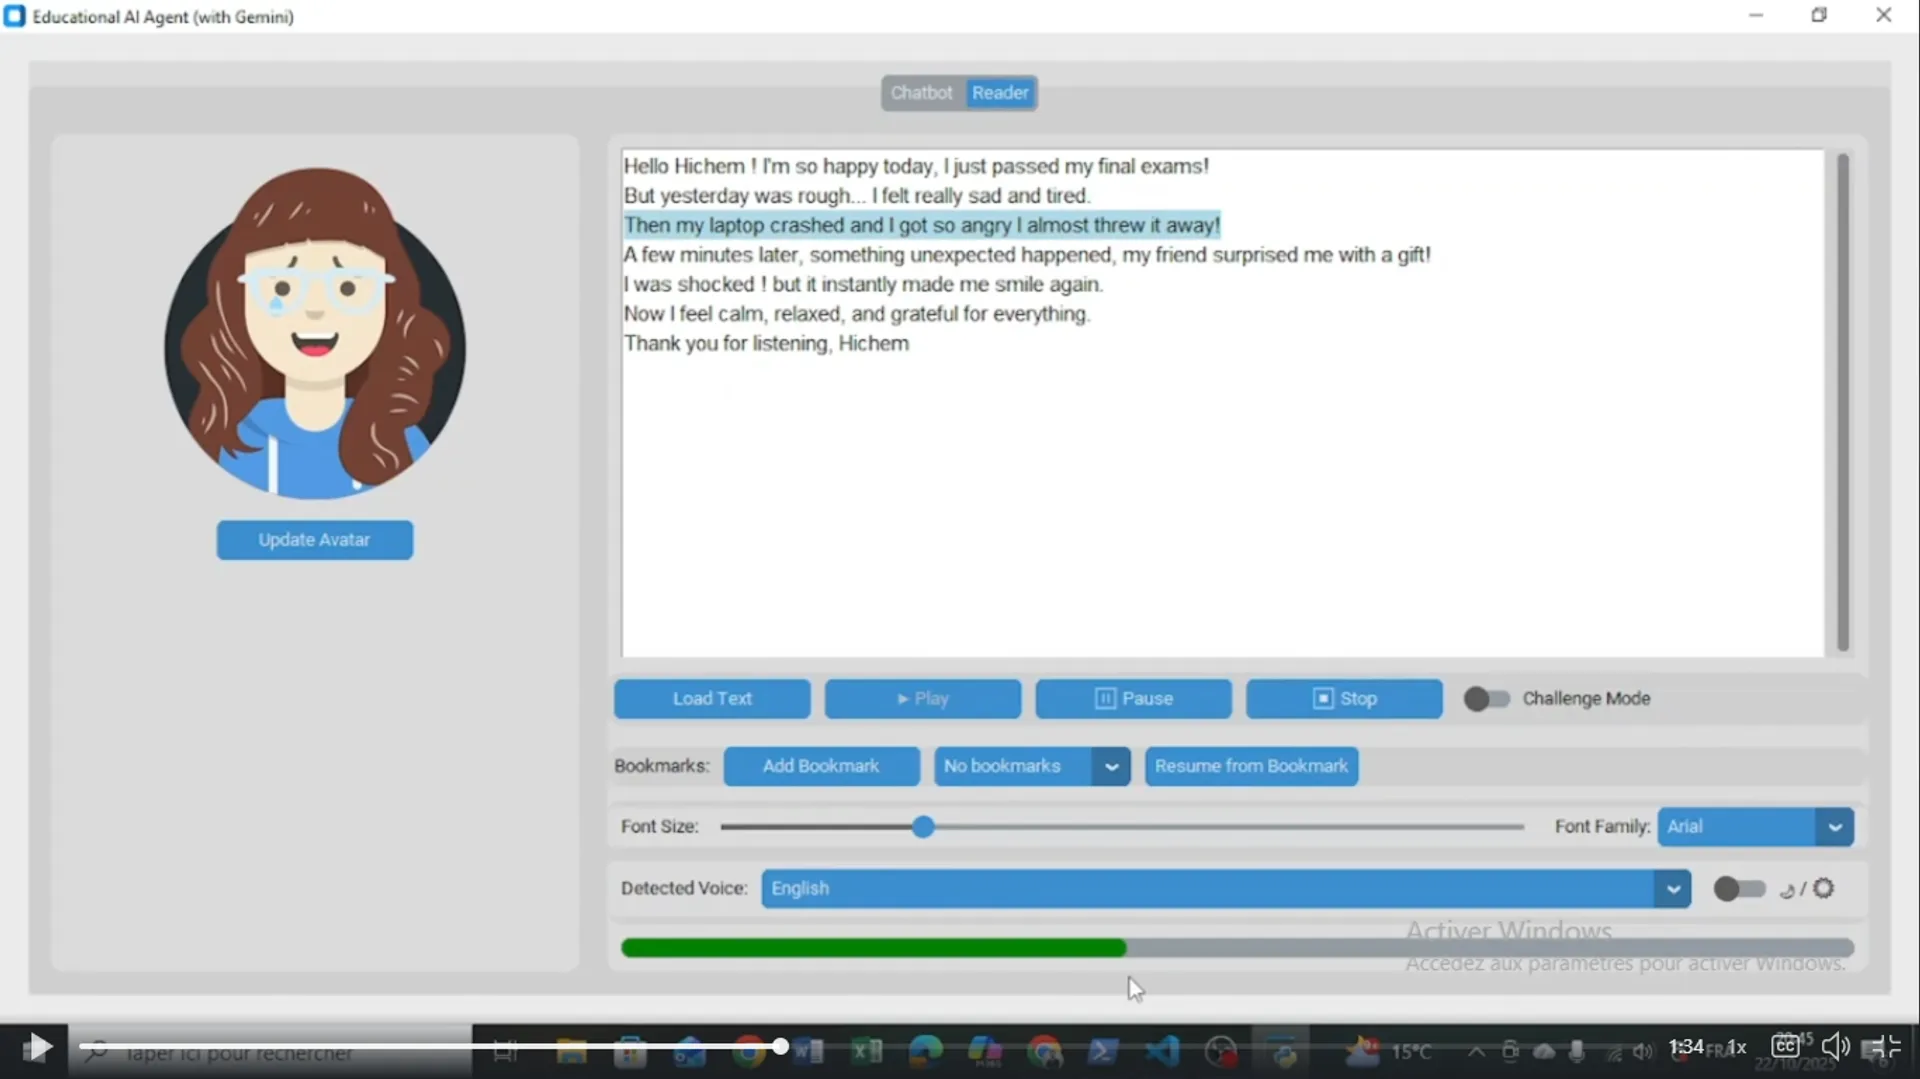 Educational AI Agent (with Gemini)
Chatbot
Reader
Hello Hichem ! I'm so happy today, I just passed my final exams!
But yesterday was rough... I felt really sad and tired.
Then my laptop crashed and I got so angry I almost threw it away!
A few minutes later, something unexpected happened, my friend surprised me with a gift!
I was shocked ! but it instantly made me smile again.
Now I feel calm, relaxed, and grateful for everything.
Thank you for listening, Hichem
Update Avatar
Load Text
Play
Pause
Stop
Challenge Mode
Bookmarks:
Add Bookmark
No bookmarks
Resume from Bookmark
Font Size:
Font Family:
Arial
Detected Voice:
English
/
Activer Windows
Accédez aux paramètres pour activer Windows.
Taper ici pour rechercher
15°C
1:34
FRA
1x
CC
22/10/2025